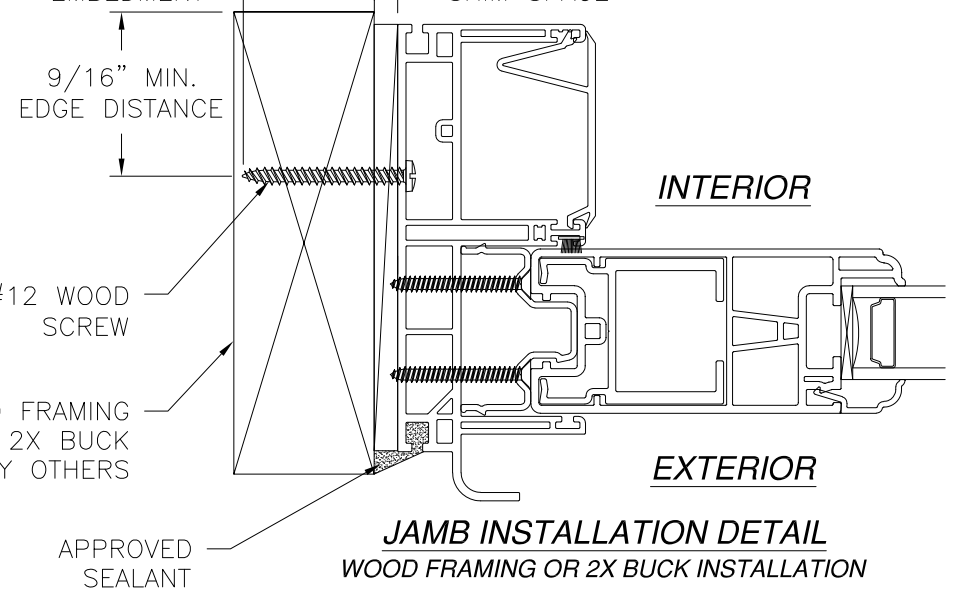 9/16” MIN.
EDGE DISTANCE
INTERIOR
#12 WOOD
SCREW
FRAMING
2X BUCK
OTHERS
EXTERIOR
APPROVED
SEALANT
JAMB INSTALLATION DETAIL
WOOD FRAMING OR 2X BUCK INSTALLATION